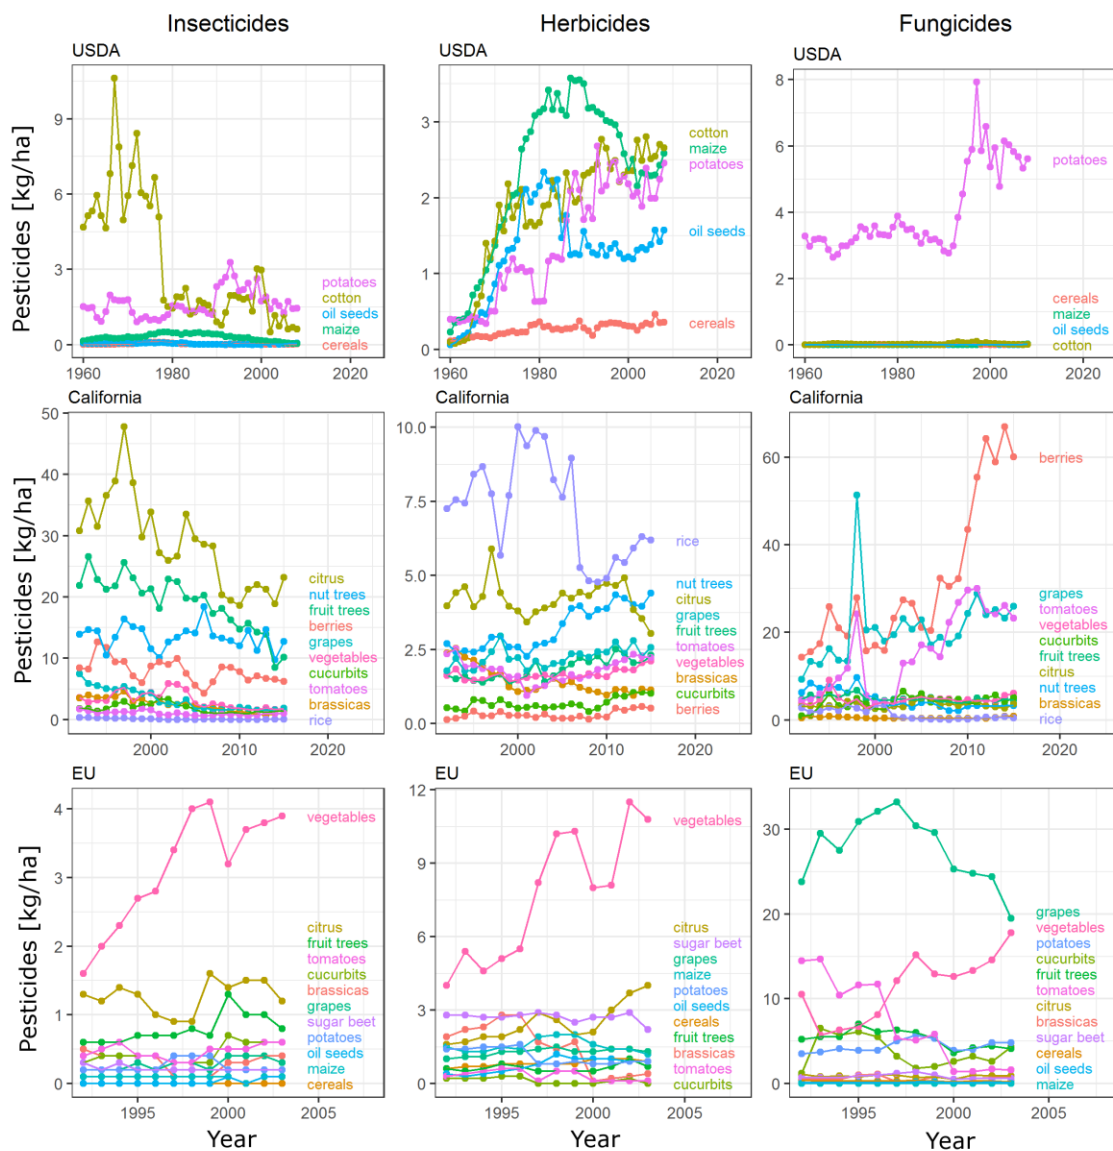 Insecticides
Herbicides
Fungicides
USDA
Pesticides [kg/ha]
9
6
3
0
potatoes
cotton
oil seeds
maize
cereals
1960
1980
2000
2020
USDA
3
2
1
0
cotton
maize
potatoes
oil seeds
cereals
1960
1980
2000
2020
USDA
8
6
4
2
0
potatoes
cereals
maize
oil seeds
cotton
1960
1980
2000
2020
California
Pesticides [kg/ha]
50
40
30
20
10
0
citrus
nut trees
fruit trees
berries
grapes
vegetables
cucurbits
tomatoes
brassicas
rice
2000
2010
2020
California
10.0
7.5
5.0
2.5
0.0
rice
nut trees
citrus
grapes
fruit trees
tomatoes
vegetables
brassicas
cucurbits
berries
2000
2010
2020
California
60
40
20
0
berries
grapes
tomatoes
vegetables
cucurbits
fruit trees
citrus
nut trees
brassicas
rice
2000
2010
2020
EU
Pesticides [kg/ha]
4
3
2
1
0
vegetables
citrus
fruit trees
tomatoes
cucurbits
brassicas
grapes
sugar beet
potatoes
oil seeds
maize
cereals
1995
2000
2005
Year
EU
12
9
6
3
0
vegetables
citrus
sugar beet
grapes
maize
potatoes
oil seeds
cereals
fruit trees
brassicas
tomatoes
cucurbits
1995
2000
2005
Year
EU
30
20
10
0
grapes
vegetables
potatoes
cucurbits
fruit trees
tomatoes
citrus
brassicas
sugar beet
cereals
oil seeds
maize
1995
2000
2005
Year